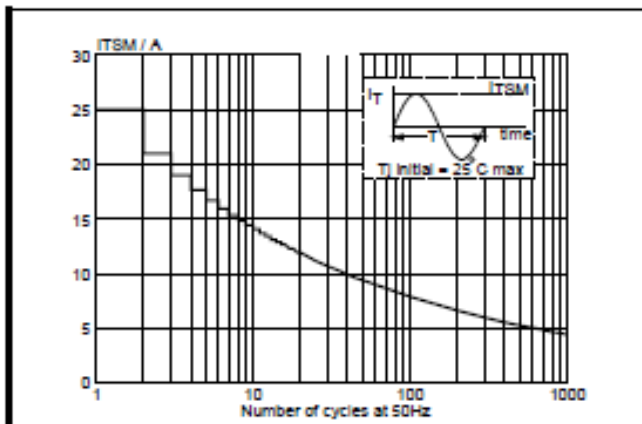 ITSM / A
30
25
20
15
10
5
0
IT
ITSM
T
time
Tj initial = 25 C max
1
10
100
1000
Number of cycles at 50Hz